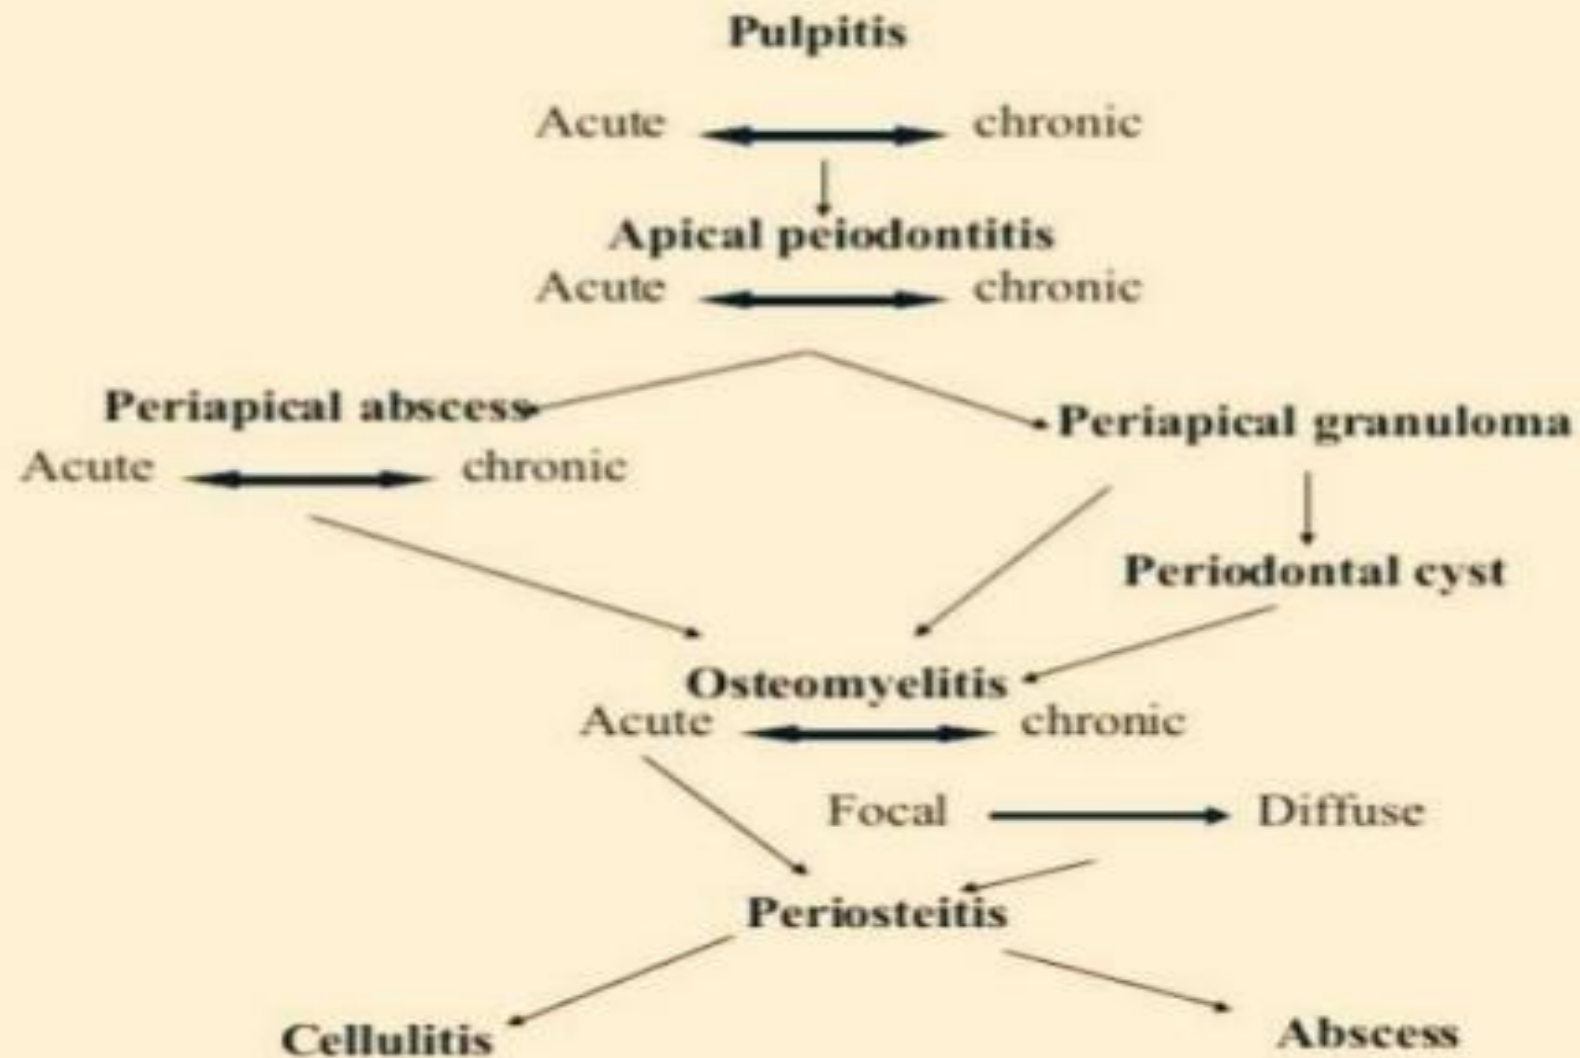 Pulpitis
Acute chronic
Apical peiodontitis
Acute chronic
Periapical abscess Periapical granuloma
Acute chronic
Periodontal cyst
Osteomyelitis
Acute chronic
Focal Diffuse
Periosteitis
Cellulitis Abscess